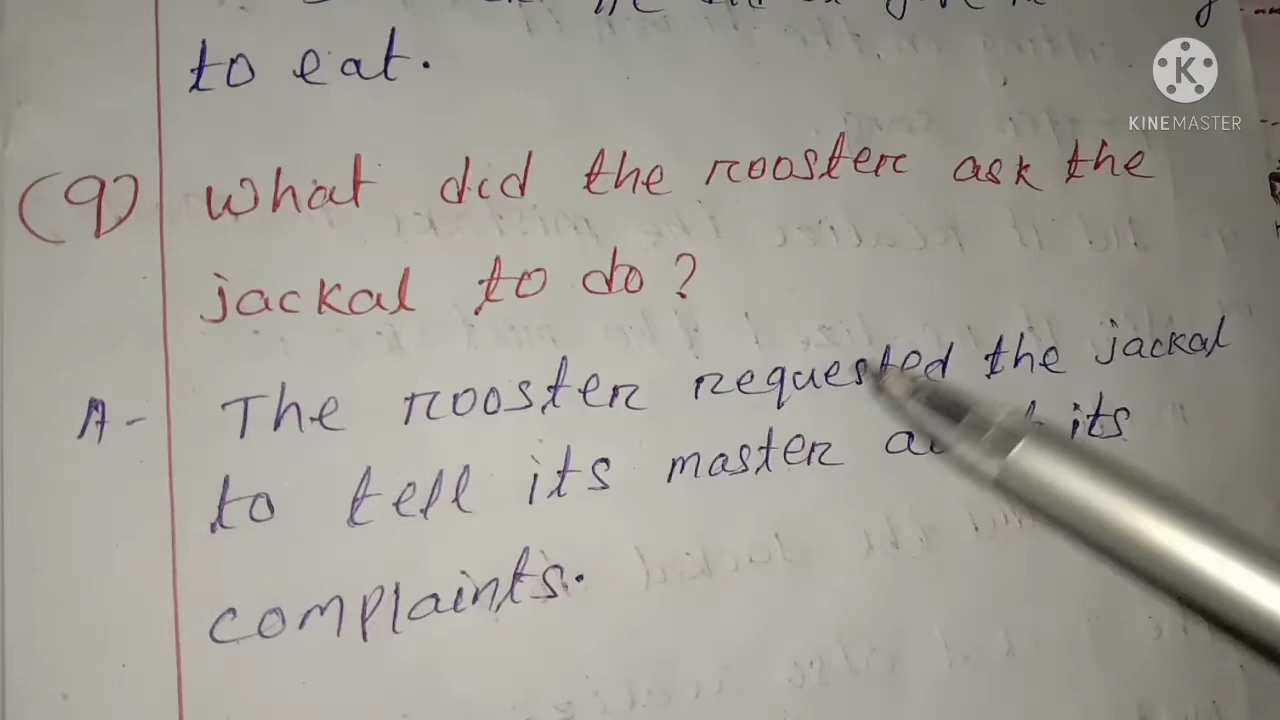 to eat.
K
KINEMASTER
(9) What did the rooster ask the
jackal to do?
A- The rooster requested the jackal
to tell its master its
complaints.